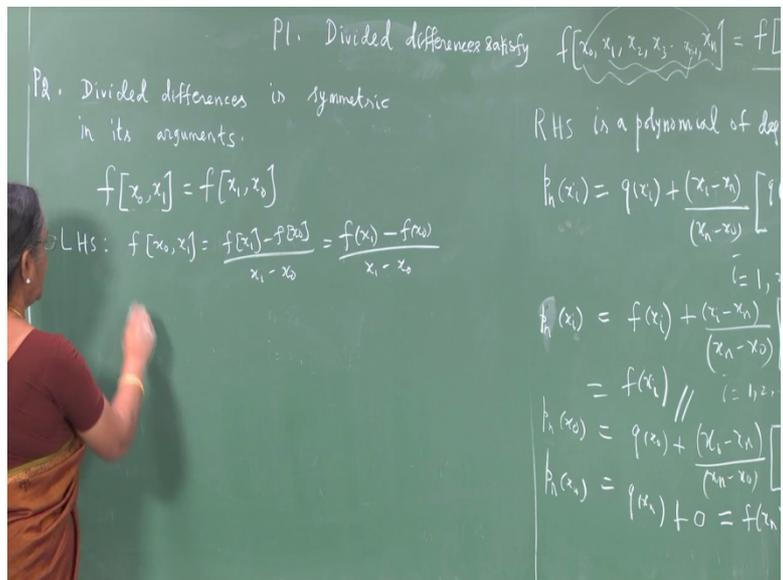 P1. Divided differences satisfy f[x₀, x₁, x₂, x₃ ... xₙ₋₁, xₙ] = f[
P2. Divided differences is symmetric
in its arguments.
f[x₀,x₁] = f[x₁,x₀]
LHS: f[x₀,x₁] = (f[x₁]-f[x₀])/(x₁-x₀) = (f(x₁)-f(x₀))/(x₁-x₀)
RHS is a polynomial of deg
pₙ(xᵢ) = q(xᵢ) + (xᵢ-xₙ)/(xₙ-x₀) [
i=1,
pₙ(xᵢ) = f(xᵢ) + (xᵢ-xₙ)/(xₙ-x₀)
= f(xᵢ) // i=1,2,
pₙ(x₀) = q(x₀) + (x₀-xₙ)/(xₙ-x₀) [
pₙ(xₙ) = q(xₙ) + 0 = f(xₙ